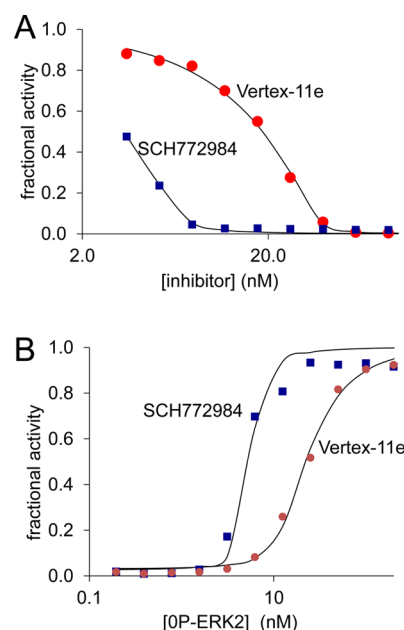 A
1.0
0.8
0.6
0.4
0.2
0.0
fractional activity
Vertex-11e
SCH772984
2.0
20.0
[inhibitor] (nM)
B
1.0
0.8
0.6
0.4
0.2
0.0
fractional activity
SCH772984
Vertex-11e
0.1
10
[0P-ERK2] (nM)